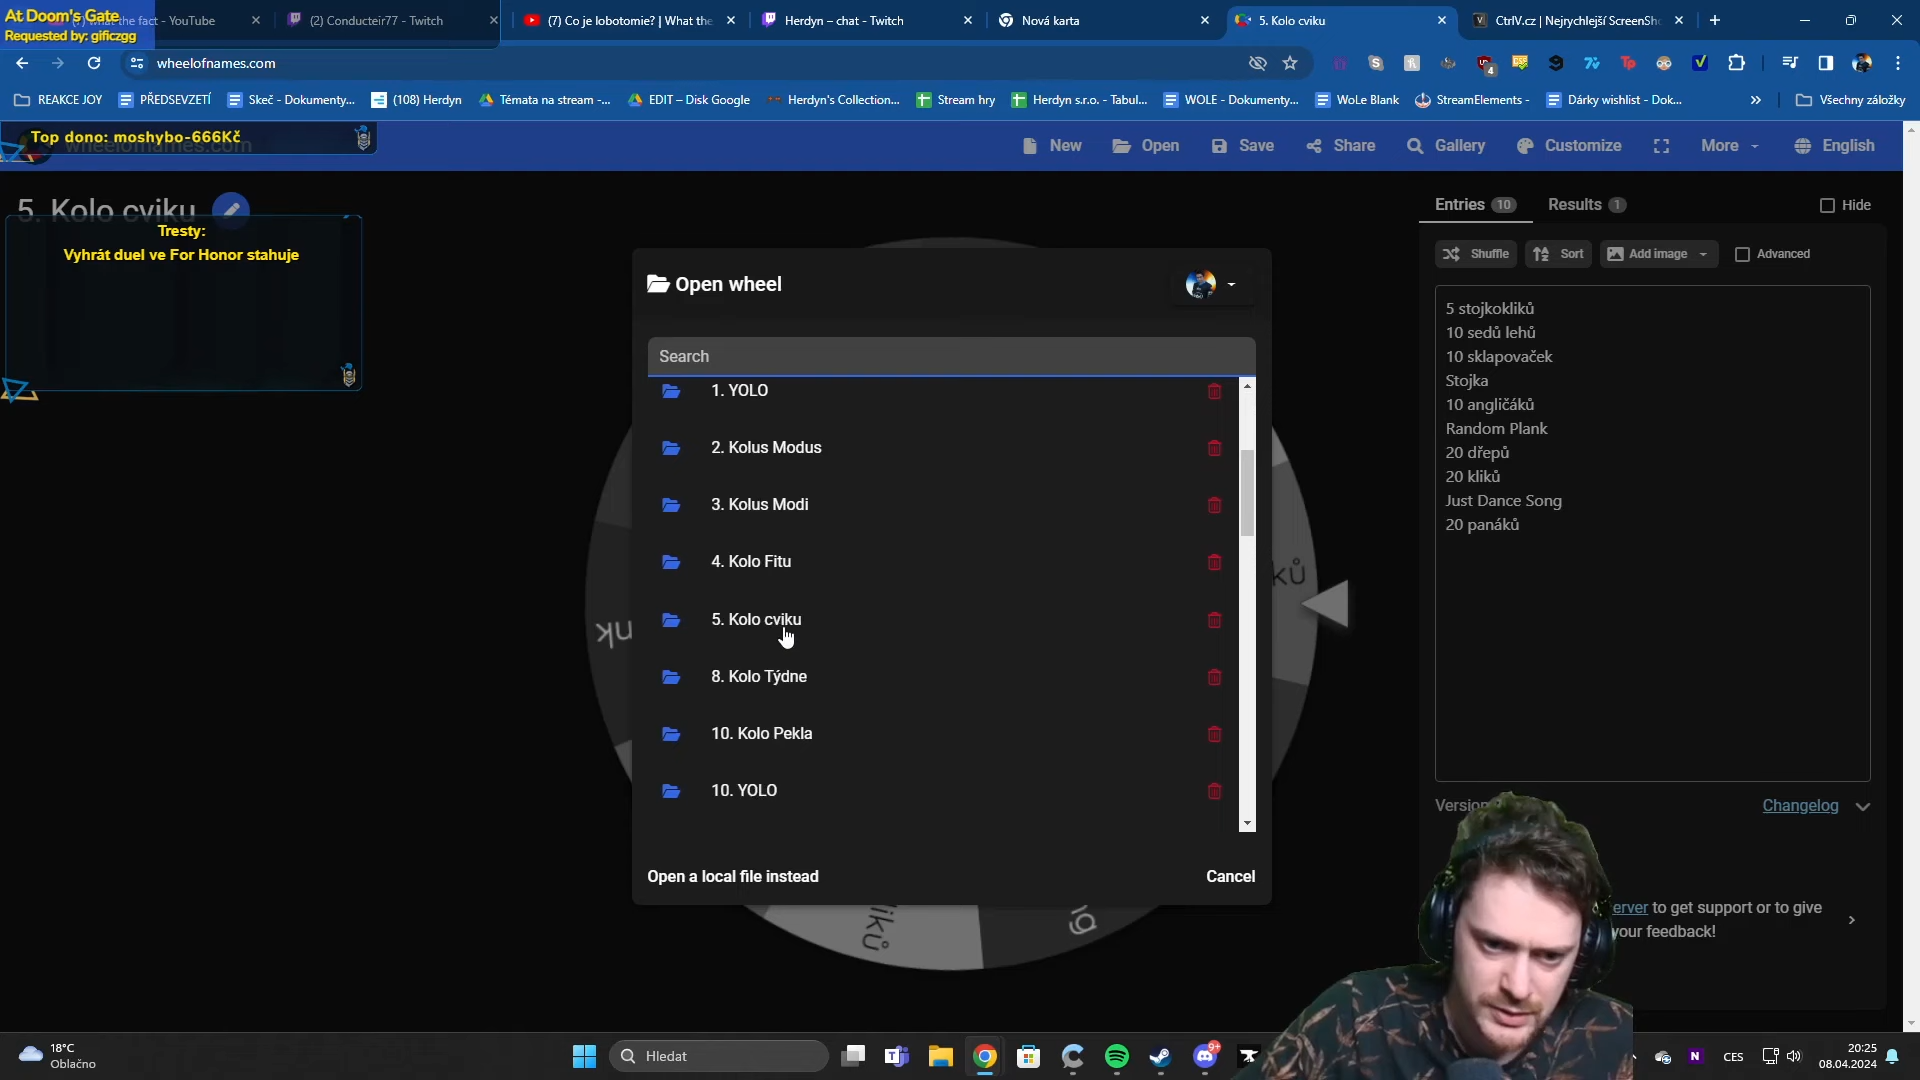 At Doom's Gate
Requested by: gificzgg
the fact - YouTube
(2) Conducteir77 - Twitch
(7) Co je lobotomie? | What the
Herdyn – chat - Twitch
Nová karta
5. Kolo cviku
CtrlV.cz | Nejrychlejší ScreenSh
wheelofnames.com
4
REAKCE JOY
PŘEDSEVZETÍ
Skeč - Dokumenty...
(108) Herdyn
Témata na stream -...
EDIT – Disk Google
Herdyn's Collection...
Stream hry
Herdyn s.r.o. - Tabul...
WOLE - Dokumenty...
WoLe Blank
StreamElements -
Dárky wishlist - Dok...
Všechny záložky
Top dono: moshybo-666Kč
wheelofnames.com
New
Open
Save
Share
Gallery
Customize
More
English
5. Kolo cviku
Tresty:
Vyhrát duel ve For Honor stahuje
Entries 10
Results 1
Hide
Shuffle
Sort
Add image
Advanced
5 stojkokliků
10 sedů lehů
10 sklapovaček
Stojka
10 angličáků
Random Plank
20 dřepů
20 kliků
Just Dance Song
20 panáků
Open wheel
Search
1. YOLO
2. Kolus Modus
3. Kolus Modi
4. Kolo Fitu
5. Kolo cviku
8. Kolo Týdne
10. Kolo Pekla
10. YOLO
Open a local file instead
Cancel
Changelog
to get support or to give
your feedback!
18°C
Oblačno
Hledat
9+
CES
20:25
08.04.2024